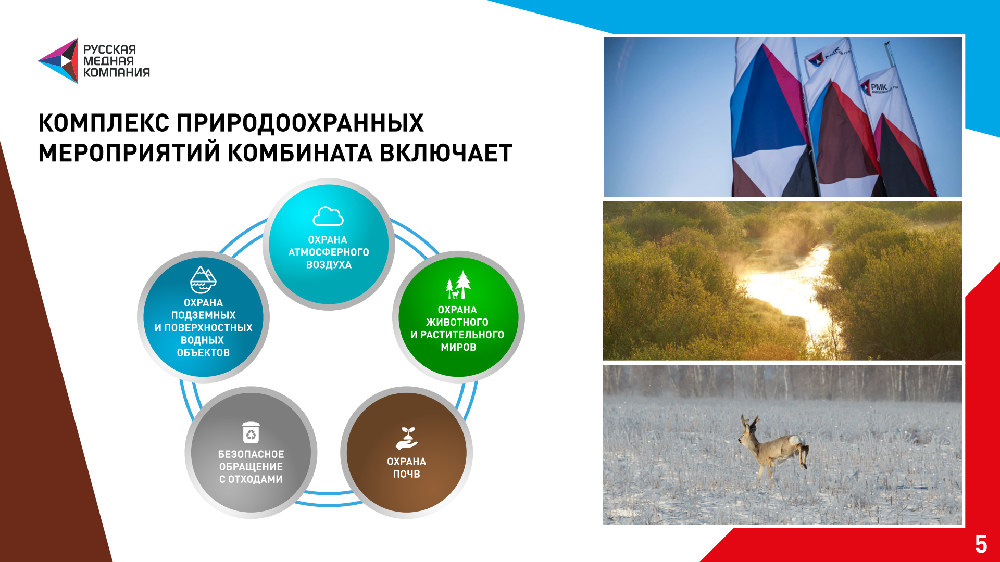 РУССКАЯ
МЕДНАЯ
КОМПАНИЯ
КОМПЛЕКС ПРИРОДООХРАННЫХ
МЕРОПРИЯТИЙ КОМБИНАТА ВКЛЮЧАЕТ
ОХРАНА
АТМОСФЕРНОГО
ВОЗДУХА
ОХРАНА
ПОДЗЕМНЫХ
И ПОВЕРХНОСТНЫХ
ВОДНЫХ
ОБЪЕКТОВ
ОХРАНА
ЖИВОТНОГО
И РАСТИТЕЛЬНОГО
МИРОВ
БЕЗОПАСНОЕ
ОБРАЩЕНИЕ
С ОТХОДАМИ
ОХРАНА
ПОЧВ
РМК
5